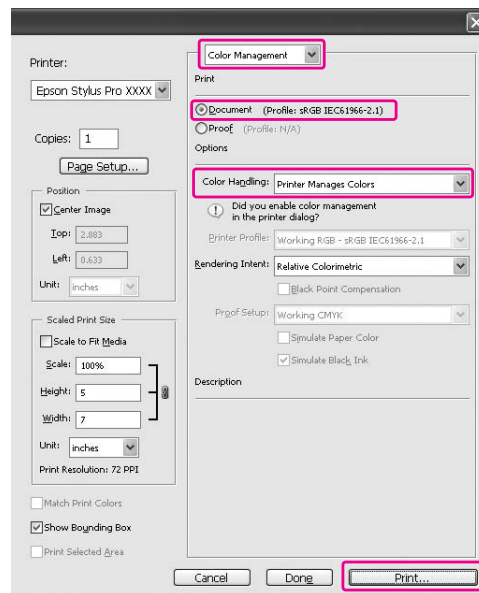 Printer:
Epson Stylus Pro XXXX
Copies: 1
Page Setup...
Position
Center Image
Top: 2.883
Left: 0.633
Unit: inches
Scaled Print Size
Scale to Fit Media
Scale: 100%
Height: 5
Width: 7
Unit: inches
Print Resolution: 72 PPI
Match Print Colors
Show Bounding Box
Print Selected Area
Color Management
Print
Document (Profile: sRGB IEC61966-2.1)
Proof (Profile: N/A)
Options
Color Handling: Printer Manages Colors
Did you enable color management
in the printer dialog?
Printer Profile: Working RGB - sRGB IEC61966-2.1
Rendering Intent: Relative Colorimetric
Black Point Compensation
Proof Setup: Working CMYK
Simulate Paper Color
Simulate Black Ink
Description
Cancel
Done
Print...